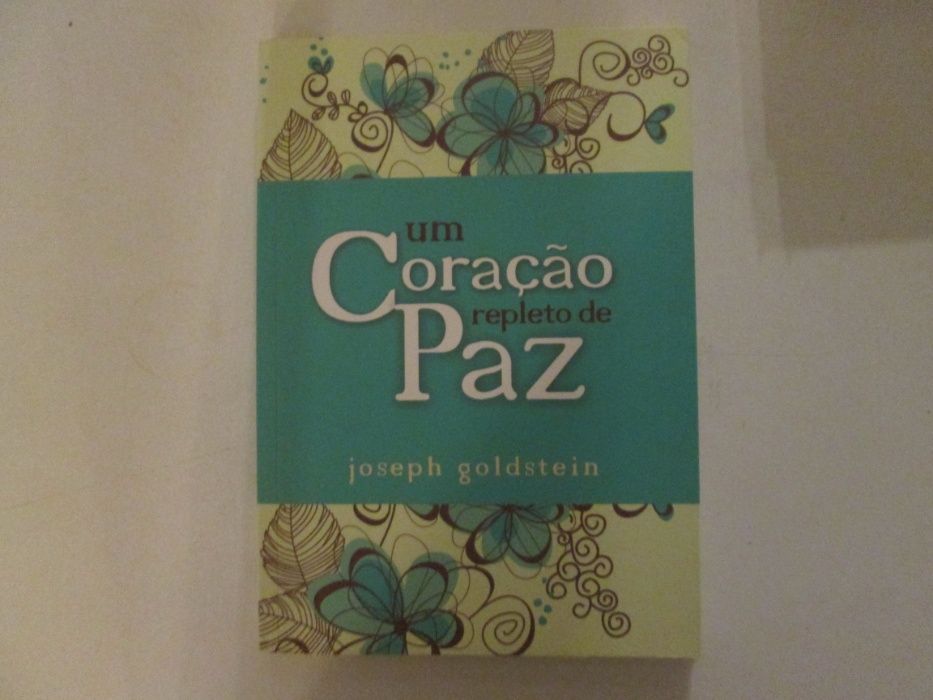 um
Coração
repleto de
Paz
joseph goldstein